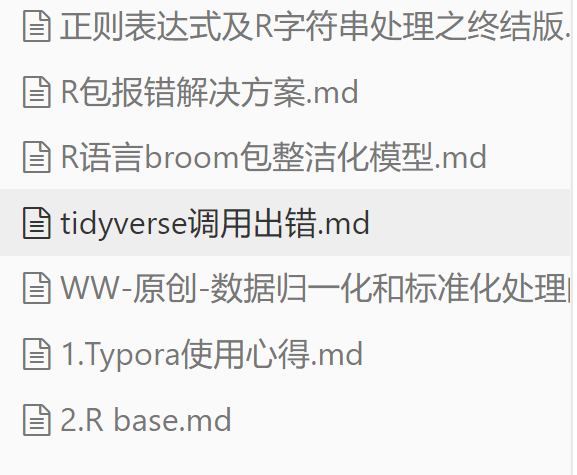 正则表达式及R字符串处理之终结版.
R包报错解决方案.md
R语言broom包整洁化模型.md
tidyverse调用出错.md
WW-原创-数据归一化和标准化处理
1.Typora使用心得.md
2.R base.md